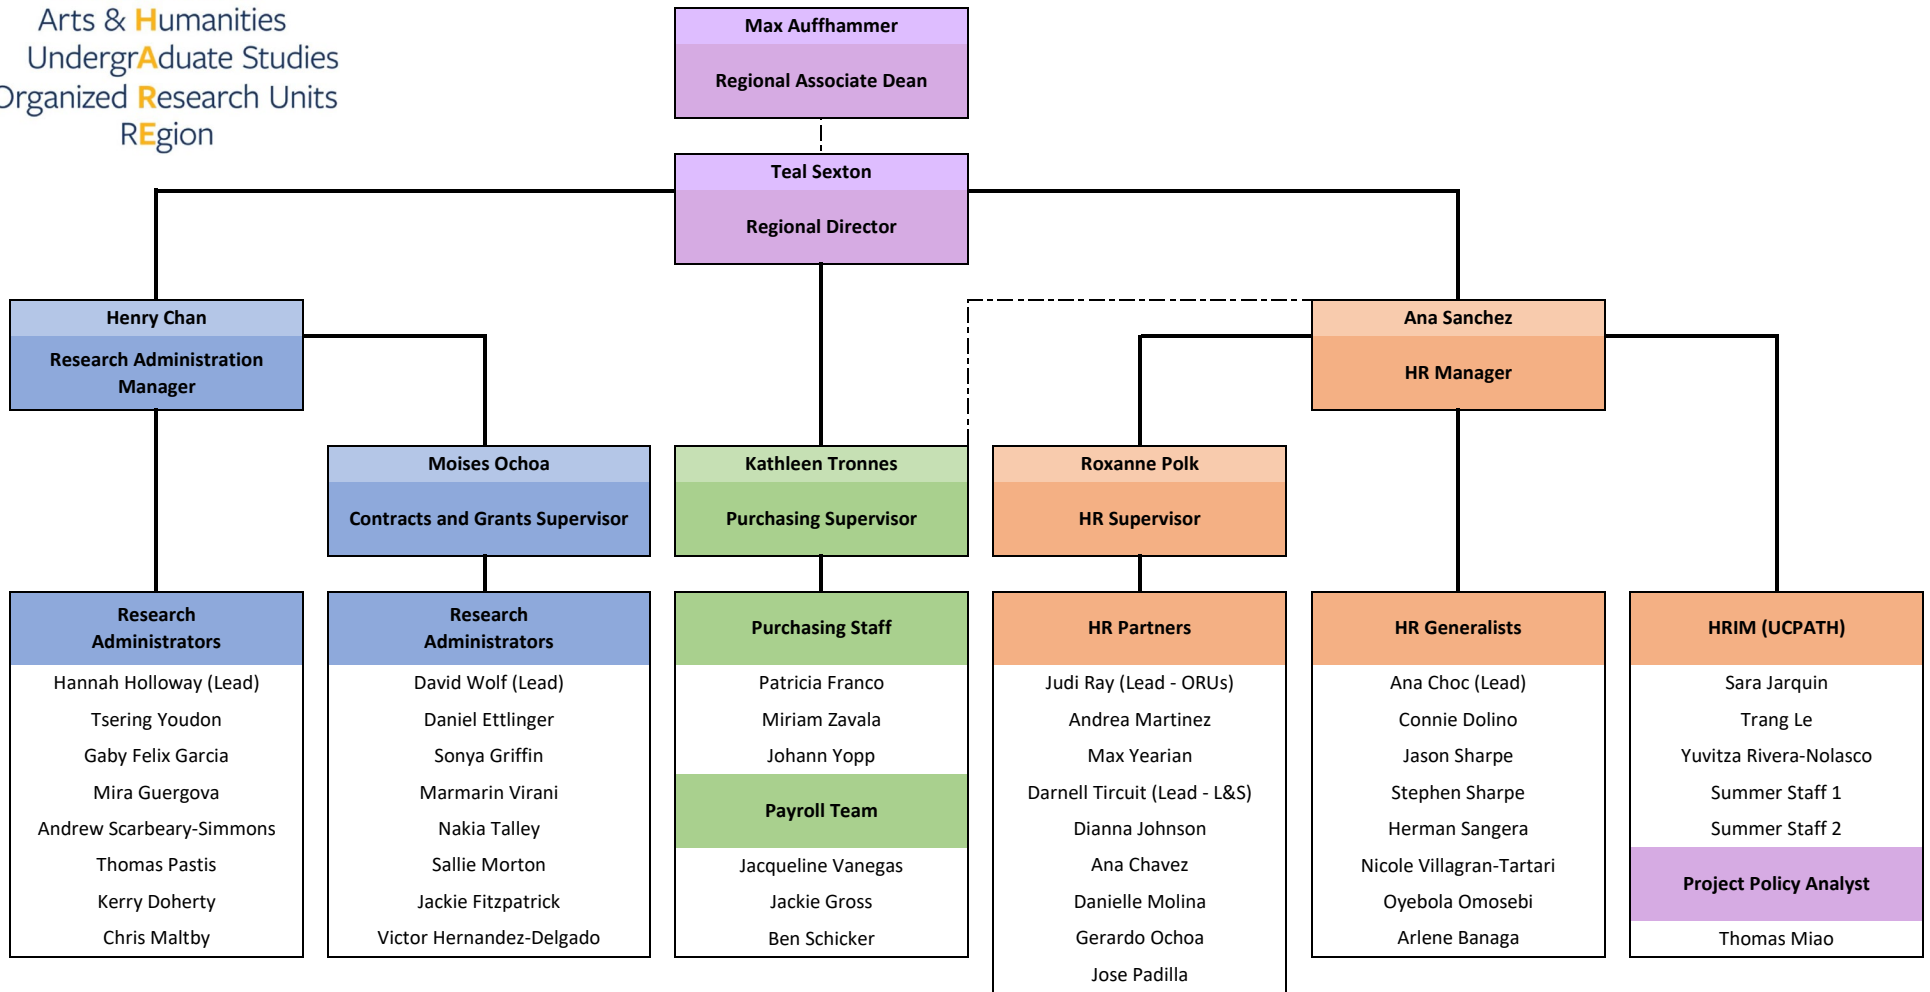 Arts & Humanities
UndergrAduate Studies
Organized Research Units
REgion
Max Auffhammer
Regional Associate Dean
Teal Sexton
Regional Director
Henry Chan
Research Administration
Manager
Ana Sanchez
HR Manager
Moises Ochoa
Contracts and Grants Supervisor
Kathleen Tronnes
Purchasing Supervisor
Roxanne Polk
HR Supervisor
Research
Administrators
Hannah Holloway (Lead)
Tsering Youdon
Gaby Felix Garcia
Mira Guergova
Andrew Scarbeary-Simmons
Thomas Pastis
Kerry Doherty
Chris Maltby
Research
Administrators
David Wolf (Lead)
Daniel Ettlinger
Sonya Griffin
Marmarin Virani
Nakia Talley
Sallie Morton
Jackie Fitzpatrick
Victor Hernandez-Delgado
Purchasing Staff
Patricia Franco
Miriam Zavala
Johann Yopp
Payroll Team
Jacqueline Vanegas
Jackie Gross
Ben Schicker
HR Partners
Judi Ray (Lead - ORUs)
Andrea Martinez
Max Yearian
Darnell Tircuit (Lead - L&S)
Dianna Johnson
Ana Chavez
Danielle Molina
Gerardo Ochoa
Jose Padilla
HR Generalists
Ana Choc (Lead)
Connie Dolino
Jason Sharpe
Stephen Sharpe
Herman Sangera
Nicole Villagran-Tartari
Oyebola Omosebi
Arlene Banaga
HRIM (UCPATH)
Sara Jarquin
Trang Le
Yuvitza Rivera-Nolasco
Summer Staff 1
Summer Staff 2
Project Policy Analyst
Thomas Miao